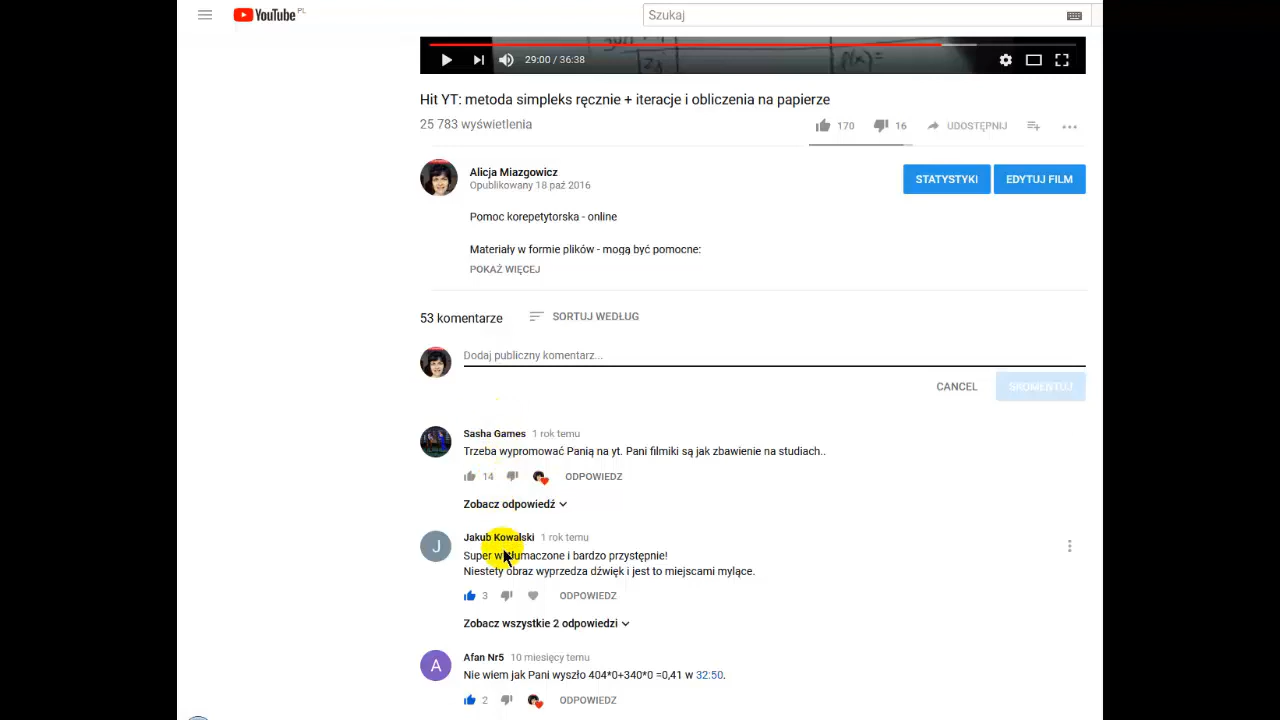 YouTube PL
Szukaj
29:00 / 36:38
f(x)=
Hit YT: metoda simpleks ręcznie + iteracje i obliczenia na papierze
25 783 wyświetlenia
170
16
UDOSTĘPNIJ
Alicja Miazgowicz
Opublikowany 18 paź 2016
STATYSTYKI
EDYTUJ FILM
Pomoc korepetytorska - online
Materiały w formie plików - mogą być pomocne:
POKAŻ WIĘCEJ
53 komentarze
SORTUJ WEDŁUG
Dodaj publiczny komentarz...
CANCEL
SKOMENTUJ
Sasha Games 1 rok temu
Trzeba wypromować Panią na yt. Pani filmiki są jak zbawienie na studiach..
14
ODPOWIEDZ
Zobacz odpowiedź
J
Jakub Kowalski 1 rok temu
Super wytłumaczone i bardzo przystępnie!
Niestety obraz wyprzedza dźwięk i jest to miejscami mylące.
3
ODPOWIEDZ
Zobacz wszystkie 2 odpowiedzi
A
Afan Nr5 10 miesięcy temu
Nie wiem jak Pani wyszło 404*0+340*0 =0,41 w 32:50.
2
ODPOWIEDZ